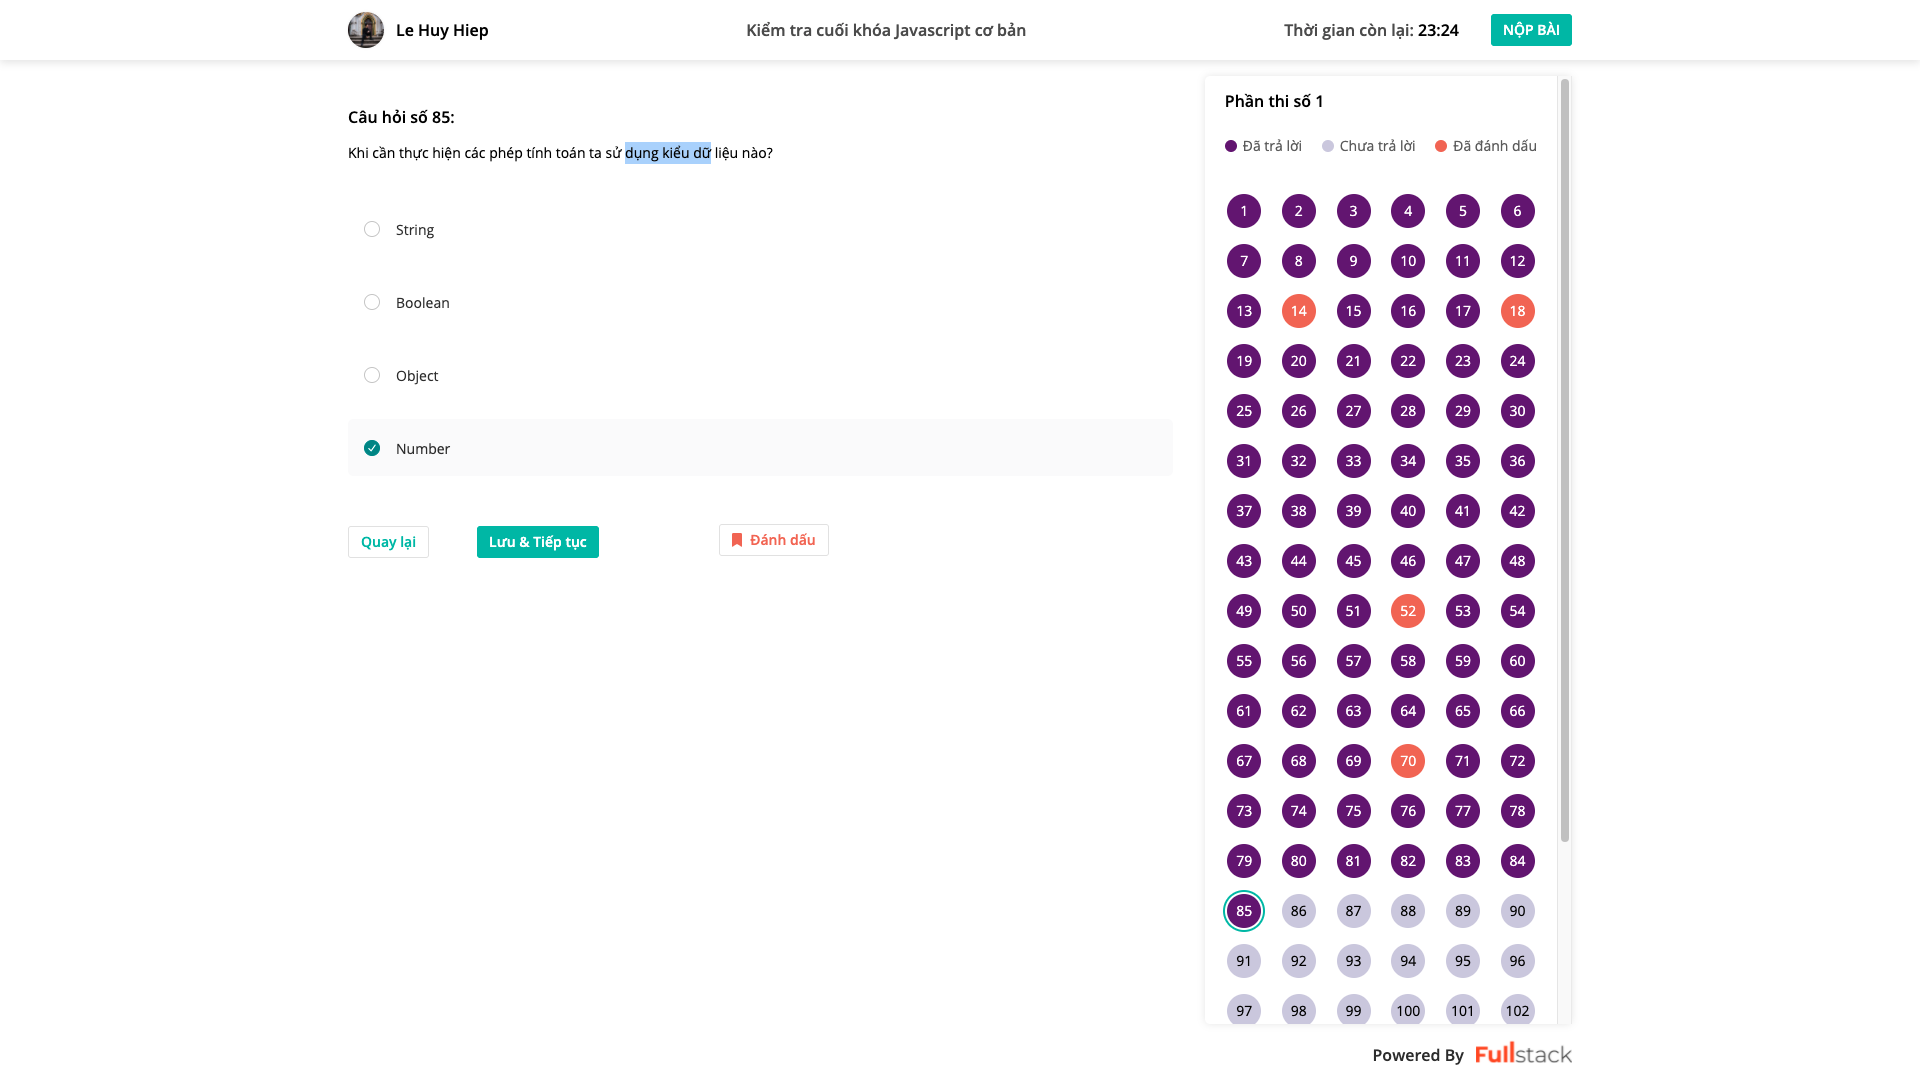 Le Huy Hiep
Kiểm tra cuối khóa Javascript cơ bản
Thời gian còn lại: 23:24
NỘP BÀI
Câu hỏi số 85:
Khi cần thực hiện các phép tính toán ta sử dụng kiểu dữ liệu nào?
String
Boolean
Object
Number
Quay lại
Lưu & Tiếp tục
Đánh dấu
Phần thi số 1
Đã trả lời
Chưa trả lời
Đã đánh dấu
1 2 3 4 5 6
7 8 9 10 11 12
13 14 15 16 17 18
19 20 21 22 23 24
25 26 27 28 29 30
31 32 33 34 35 36
37 38 39 40 41 42
43 44 45 46 47 48
49 50 51 52 53 54
55 56 57 58 59 60
61 62 63 64 65 66
67 68 69 70 71 72
73 74 75 76 77 78
79 80 81 82 83 84
85 86 87 88 89 90
91 92 93 94 95 96
97 98 99 100 101 102
Powered By Fullstack